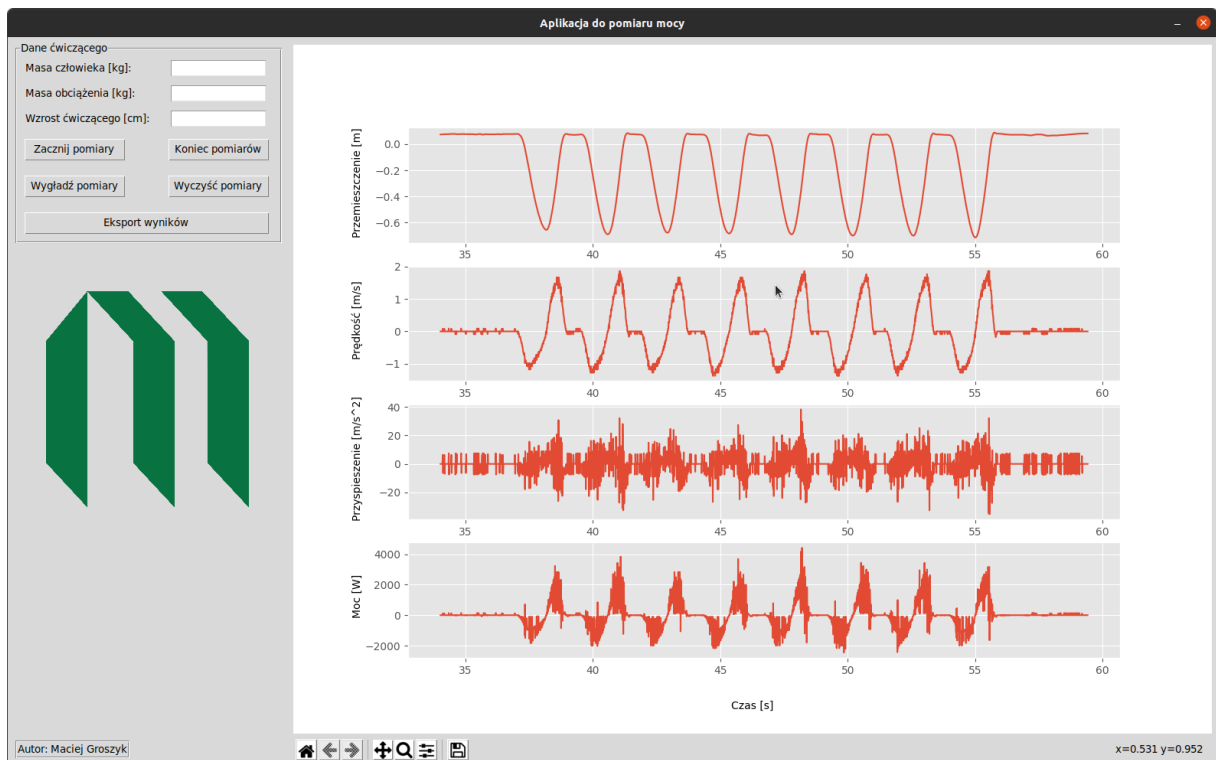 Aplikacja do pomiaru mocy
Dane ćwiczącego
Masa człowieka [kg]:
Masa obciążenia [kg]:
Wzrost ćwiczącego [cm]:
Zacznij pomiary Koniec pomiarów
Wygładź pomiary Wyczyść pomiary
Eksport wyników
Przemieszczenie [m]
0.0
−0.2
−0.4
−0.6
35 40 45 50 55 60
Prędkość [m/s]
2
1
0
−1
35 40 45 50 55 60
Przyspieszenie [m/s^2]
40
20
0
−20
35 40 45 50 55 60
Moc [W]
4000
2000
0
−2000
35 40 45 50 55 60
Czas [s]
Autor: Maciej Groszyk
x=0.531 y=0.952